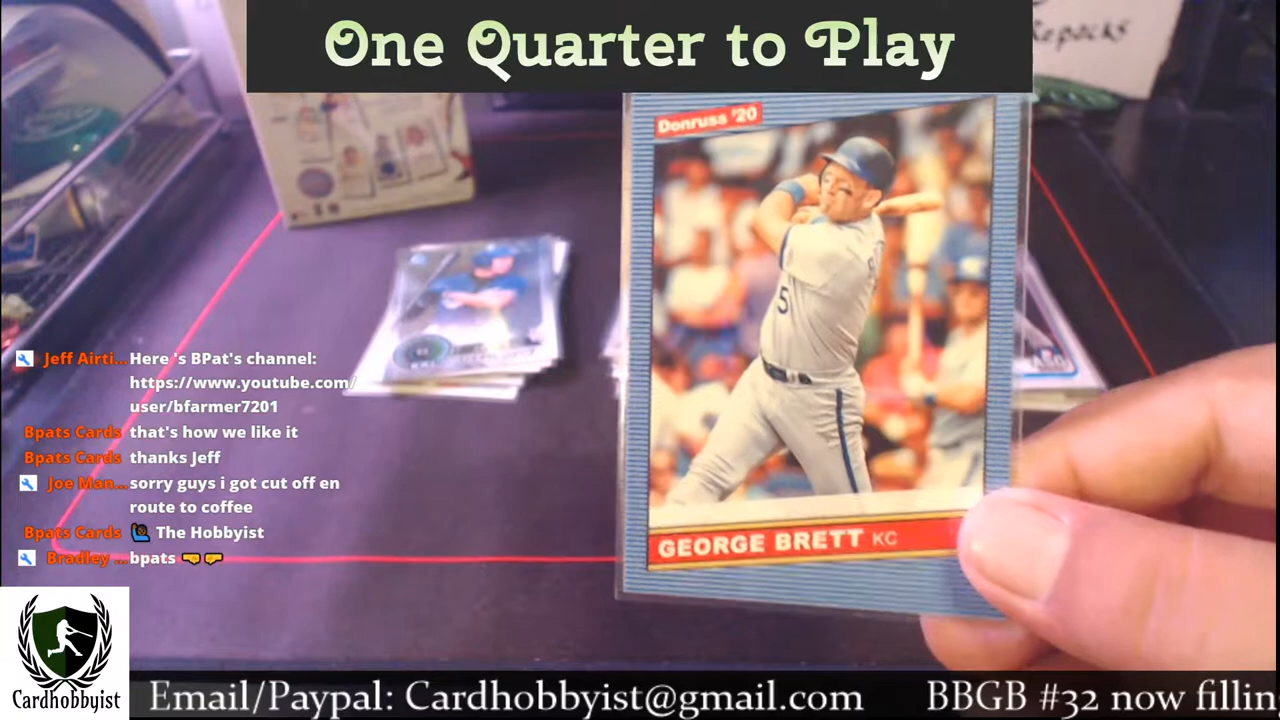 One Quarter to Play
Repacks
Donruss '20
5
GEORGE BRETT KC
Jeff Airti... Here's BPat's channel:
https://www.youtube.com/
user/bfarmer7201
Bpats Cards that's how we like it
Bpats Cards thanks Jeff
Joe Man... sorry guys i got cut off en
route to coffee
Bpats Cards The Hobbyist
Bradley ... bpats
Cardhobbyist
Email/Paypal: Cardhobbyist@gmail.com BBGB #32 now fillin